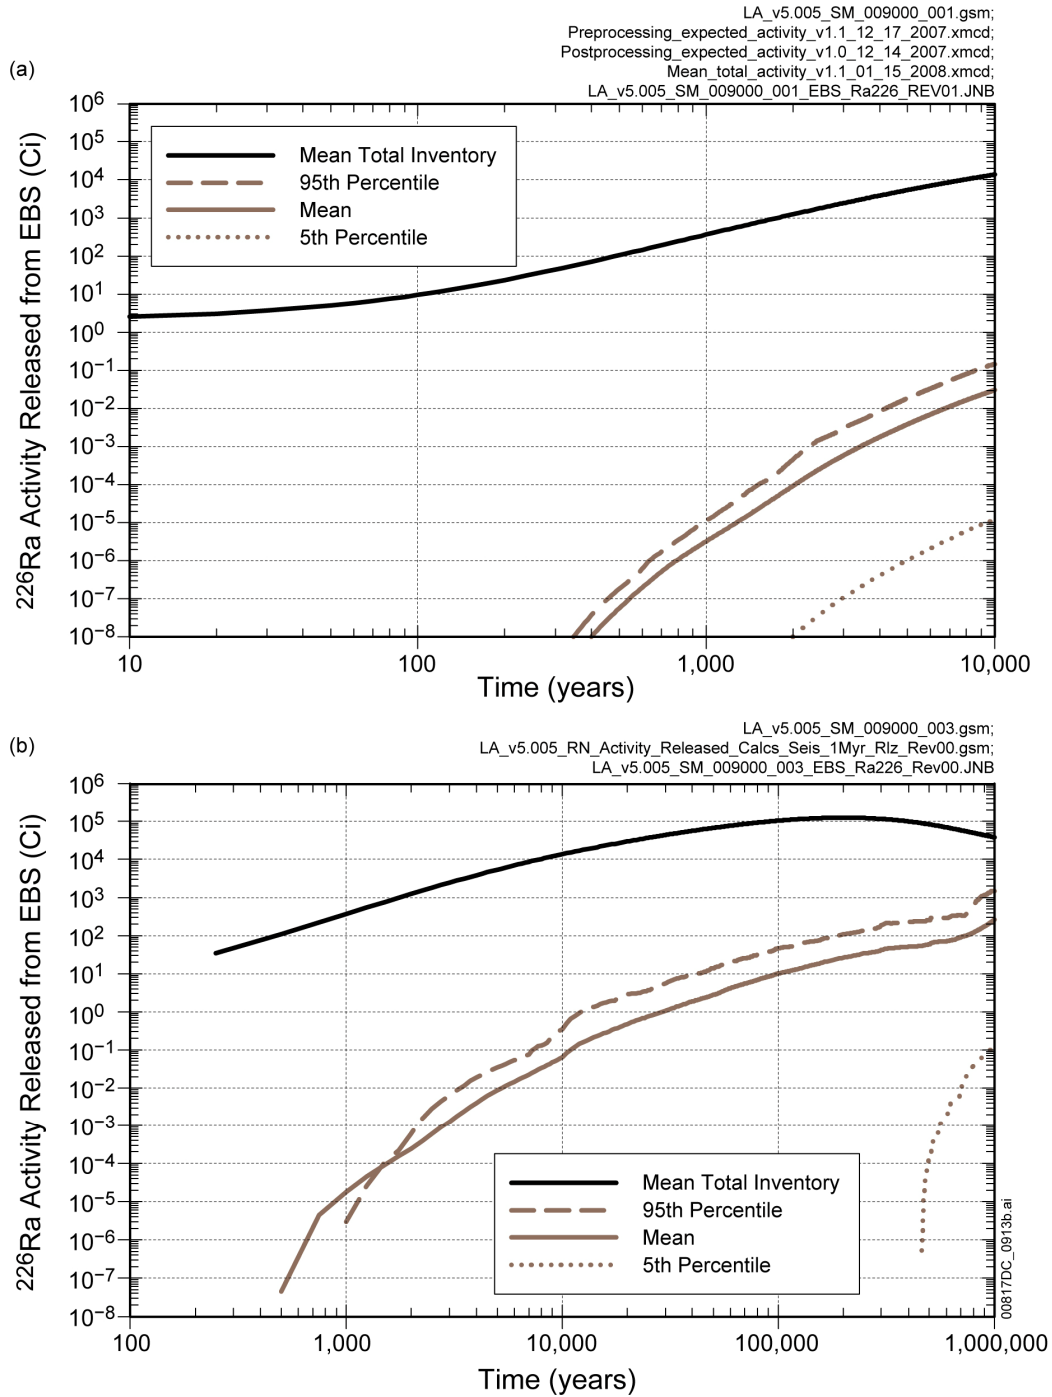 LA_v5.005_SM_009000_001.gsm;
Preprocessing_expected_activity_v1.1_12_17_2007.xmcd;
Postprocessing_expected_activity_v1.0_12_14_2007.xmcd;
Mean_total_activity_v1.1_01_15_2008.xmcd;
LA_v5.005_SM_009000_001_EBS_Ra226_REV01.JNB
(a)
²²⁶Ra Activity Released from EBS (Ci)
10⁶
10⁵
10⁴
10³
10²
10¹
10⁰
10⁻¹
10⁻²
10⁻³
10⁻⁴
10⁻⁵
10⁻⁶
10⁻⁷
10⁻⁸
Mean Total Inventory
95th Percentile
Mean
5th Percentile
10 100 1,000 10,000
Time (years)
LA_v5.005_SM_009000_003.gsm;
LA_v5.005_RN_Activity_Released_Calcs_Seis_1Myr_Rlz_Rev00.gsm;
LA_v5.005_SM_009000_003_EBS_Ra226_Rev00.JNB
(b)
²²⁶Ra Activity Released from EBS (Ci)
10⁶
10⁵
10⁴
10³
10²
10¹
10⁰
10⁻¹
10⁻²
10⁻³
10⁻⁴
10⁻⁵
10⁻⁶
10⁻⁷
10⁻⁸
Mean Total Inventory
95th Percentile
Mean
5th Percentile
00817DC_0913b.ai
100 1,000 10,000 100,000 1,000,000
Time (years)